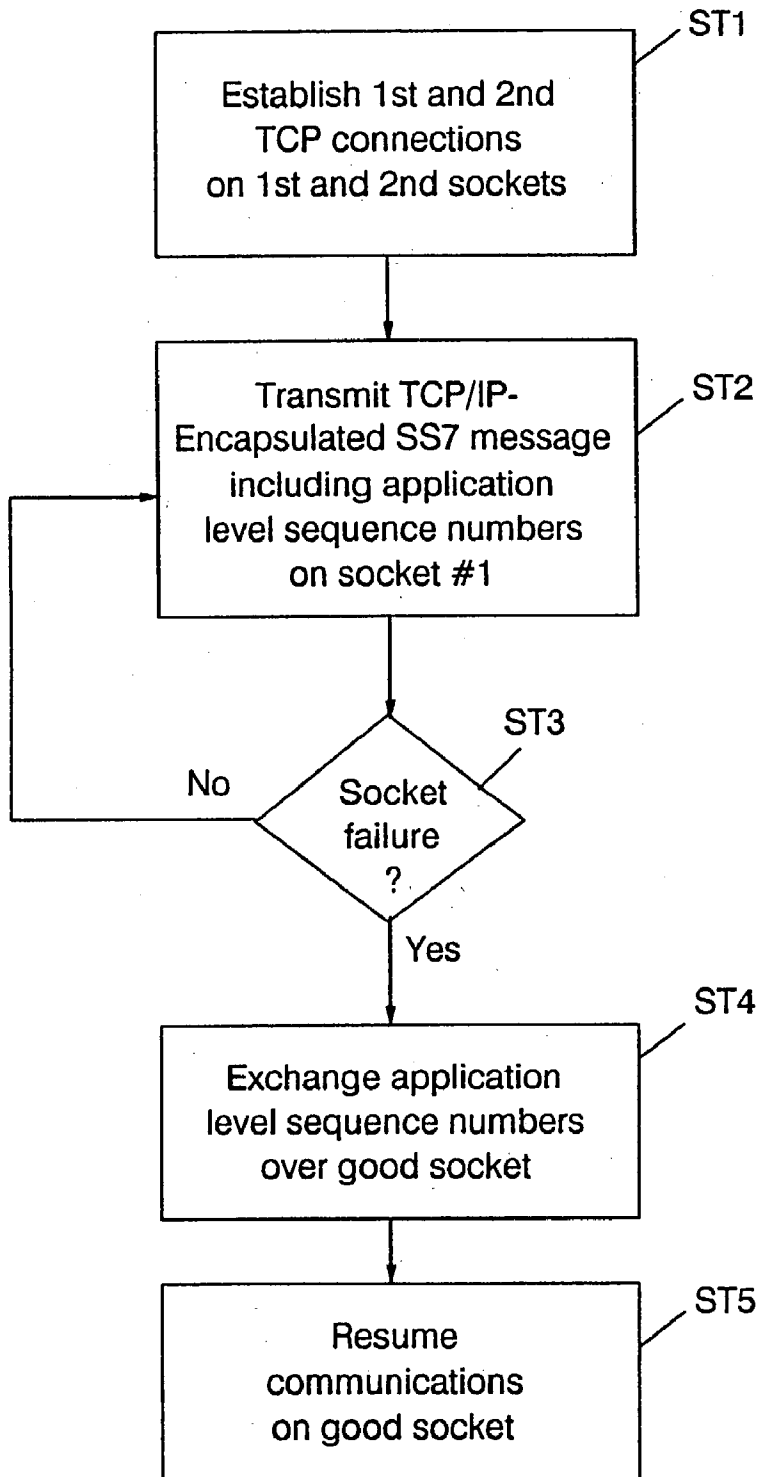 ST1
Establish 1st and 2nd
TCP connections
on 1st and 2nd sockets
ST2
Transmit TCP/IP-
Encapsulated SS7 message
including application
level sequence numbers
on socket #1
ST3
No
Socket
failure
?
Yes
ST4
Exchange application
level sequence numbers
over good socket
ST5
Resume
communications
on good socket